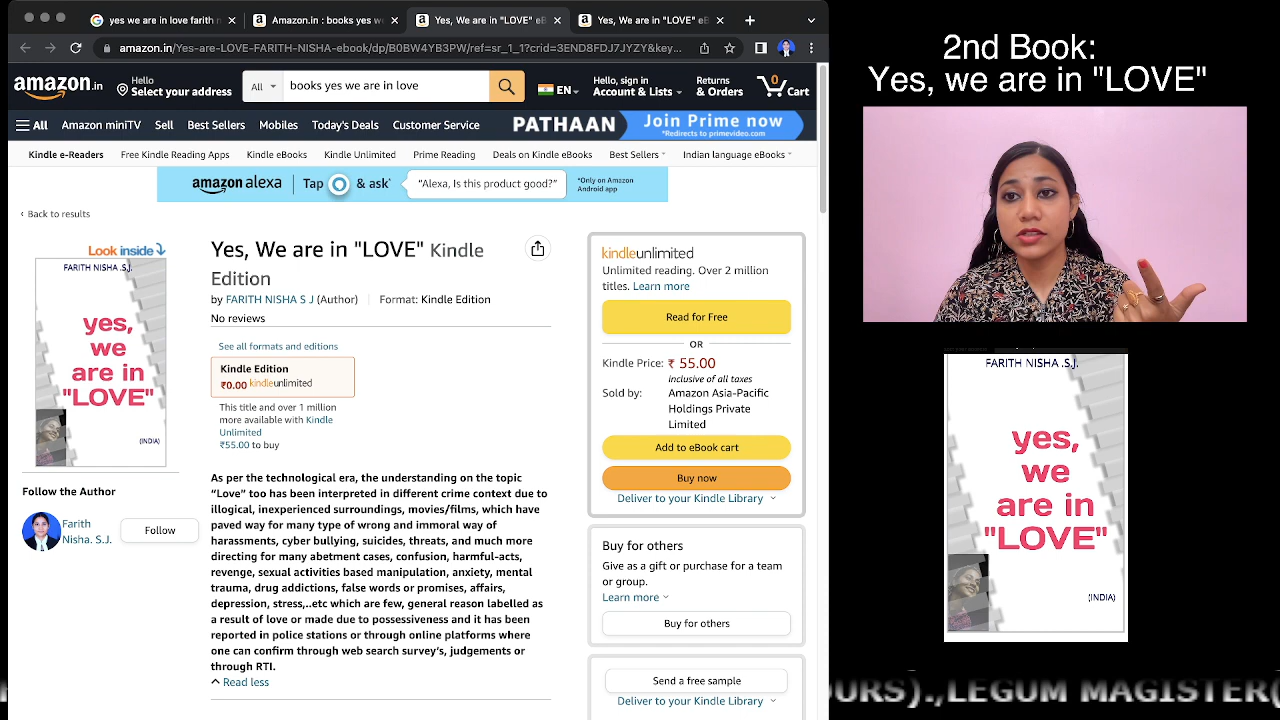 yes we are in love farith n
Amazon.in : books yes w
Yes, We are in "LOVE" eB
Yes, We are in "LOVE" eB
amazon.in/Yes-are-LOVE-FARITH-NISHA-ebook/dp/B0BW4YB3PW/ref=sr_1_1?crid=3END8FDJ7JYZY&key...
amazon.in
Hello
Select your address
All
books yes we are in love
EN
Hello, sign in
Account & Lists
Returns
& Orders
0
Cart
All
Amazon miniTV
Sell
Best Sellers
Mobiles
Today's Deals
Customer Service
PATHAAN
Join Prime now
*Redirects to primevideo.com
Kindle e-Readers
Free Kindle Reading Apps
Kindle eBooks
Kindle Unlimited
Prime Reading
Deals on Kindle eBooks
Best Sellers
Indian language eBooks
amazon alexa
Tap & ask*
"Alexa, Is this product good?"
*Only on Amazon
Android app
‹ Back to results
Look inside
FARITH NISHA .S.J.
yes,
we
are in
"LOVE"
(INDIA)
Follow the Author
Farith
Nisha. S.J.
Follow
Yes, We are in "LOVE" Kindle
Edition
by FARITH NISHA S J (Author)
Format: Kindle Edition
No reviews
See all formats and editions
Kindle Edition
₹0.00 kindleunlimited
This title and over 1 million
more available with Kindle
Unlimited
₹55.00 to buy
As per the technological era, the understanding on the topic
“Love” too has been interpreted in different crime context due to
illogical, inexperienced surroundings, movies/films, which have
paved way for many type of wrong and immoral way of
harassments, cyber bullying, suicides, threats, and much more
directing for many abetment cases, confusion, harmful-acts,
revenge, sexual activities based manipulation, anxiety, mental
trauma, drug addictions, false words or promises, affairs,
depression, stress,..etc which are few, general reason labelled as
a result of love or made due to possessiveness and it has been
reported in police stations or through online platforms where
one can confirm through web search survey’s, judgements or
through RTI.
Read less
kindleunlimited
Unlimited reading. Over 2 million
titles. Learn more
Read for Free
OR
Kindle Price: ₹ 55.00
inclusive of all taxes
Sold by: Amazon Asia-Pacific
Holdings Private
Limited
Add to eBook cart
Buy now
Deliver to your Kindle Library
Buy for others
Give as a gift or purchase for a team
or group.
Learn more
Buy for others
Send a free sample
Deliver to your Kindle Library
2nd Book:
Yes, we are in "LOVE"
FARITH NISHA .S.J.
yes,
we
are in
"LOVE"
(INDIA)
OURS).,LEGUM MAGISTER(